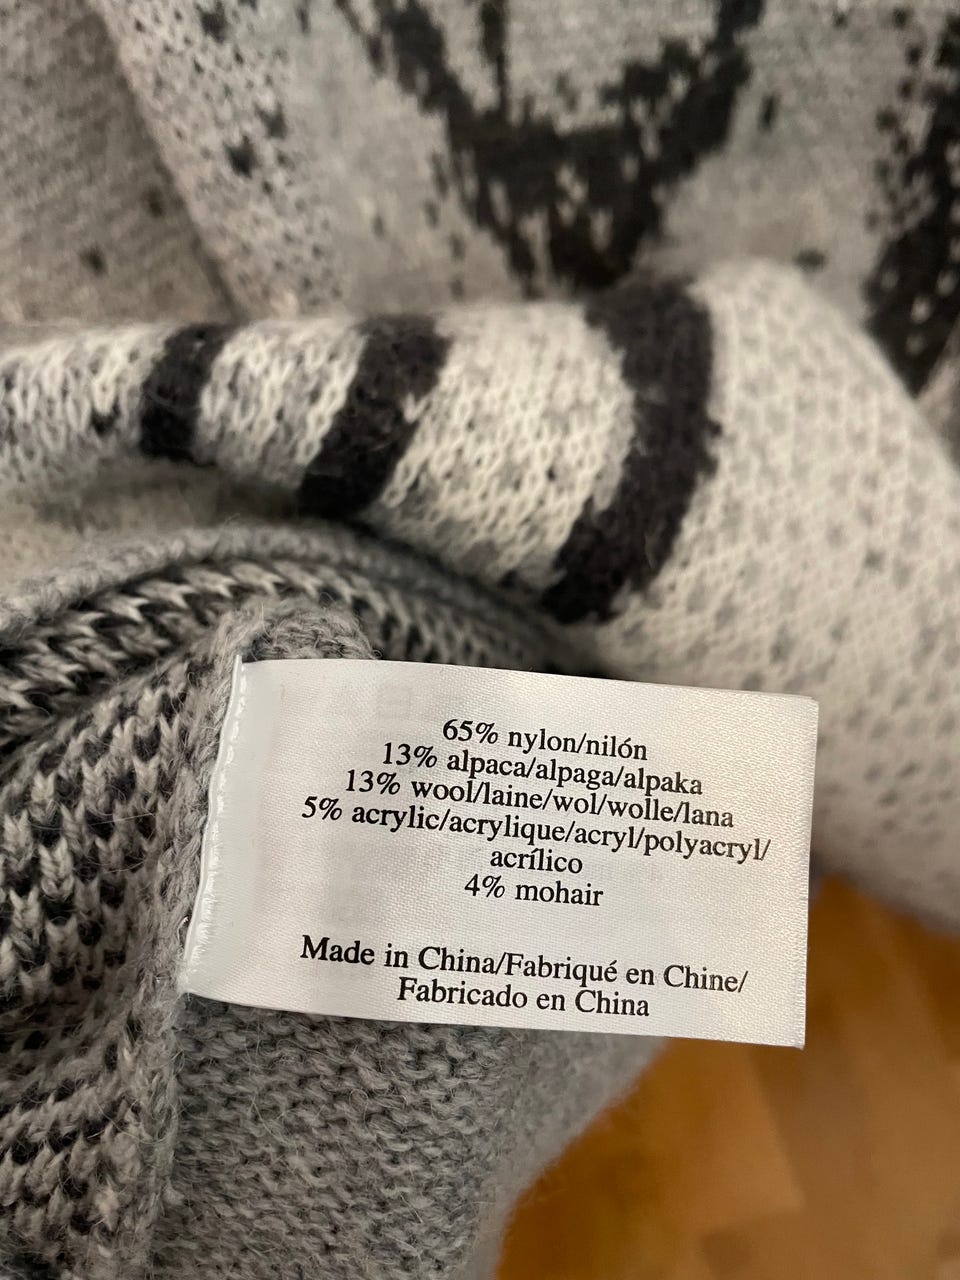 65% nylon/nilón
13% alpaca/alpaga/alpaka
13% wool/laine/wol/wolle/lana
5% acrylic/acrylique/acryl/polyacryl/
acrílico
4% mohair
Made in China/Fabriqué en Chine/
Fabricado en China